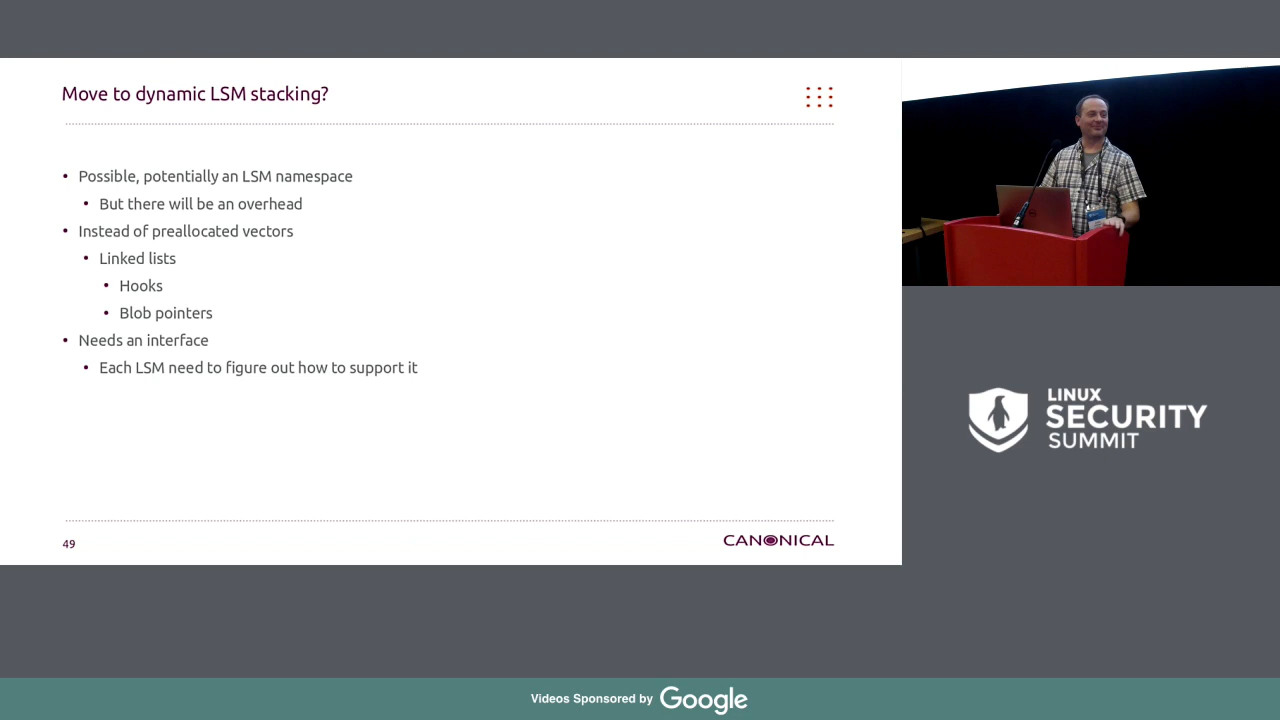 Move to dynamic LSM stacking?
• Possible, potentially an LSM namespace
• But there will be an overhead
• Instead of preallocated vectors
• Linked lists
• Hooks
• Blob pointers
• Needs an interface
• Each LSM need to figure out how to support it
49
CANONICAL
LINUX
SECURITY
SUMMIT
Videos Sponsored by Google